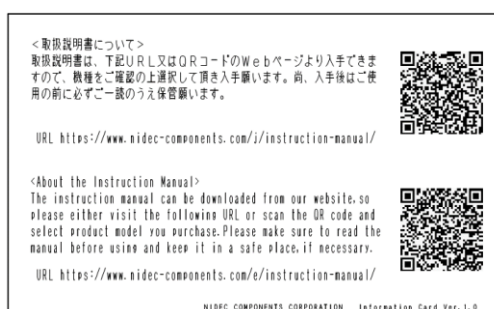 ＜取扱説明書について＞
取扱説明書は、下記ＵＲＬ又はＱＲコードのＷｅｂページより入手できま
すので、機種をご確認の上選択して頂き入手願います。尚、入手後はご使
用の前に必ずご一読のうえ保管願います。
URL https://www.nidec-components.com/j/instruction-manual/
<About the Instruction Manual>
The instruction manual can be downloaded from our website,so
please either visit the following URL or scan the QR code and
select product model you purchase.Please make sure to read the
manual before using and keep it in a safe place,if necessary.
URL https://www.nidec-components.com/e/instruction-manual/
NIDEC COMPONENTS CORPORATION Information Card Ver.1.0